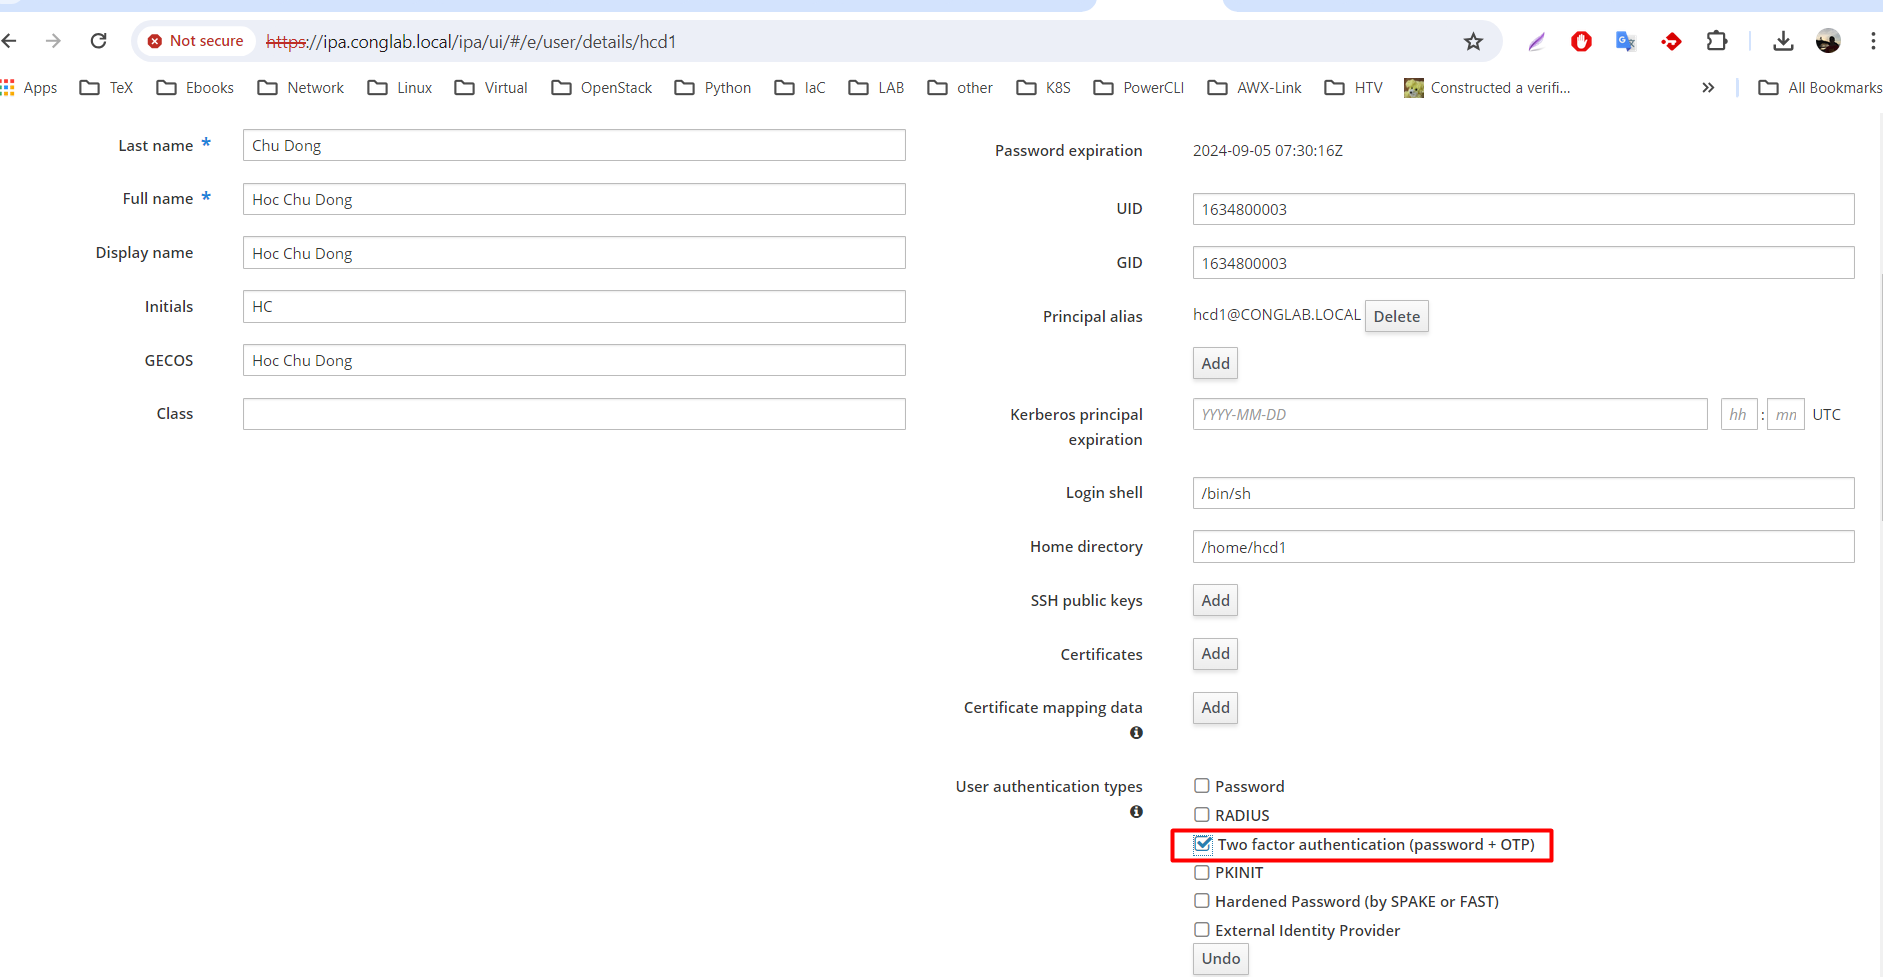 Not secure https://ipa.conglab.local/ipa/ui/#/e/user/details/hcd1
Apps TeX Ebooks Network Linux Virtual OpenStack Python IaC LAB other K8S PowerCLI AWX-Link HTV Constructed a verifi... » All Bookmarks
Last name * Chu Dong
Full name * Hoc Chu Dong
Display name Hoc Chu Dong
Initials HC
GECOS Hoc Chu Dong
Class
Password expiration 2024-09-05 07:30:16Z
UID 1634800003
GID 1634800003
Principal alias hcd1@CONGLAB.LOCAL Delete
Add
Kerberos principal YYYY-MM-DD hh : mn UTC
expiration
Login shell /bin/sh
Home directory /home/hcd1
SSH public keys Add
Certificates Add
Certificate mapping data Add
User authentication types Password
RADIUS
Two factor authentication (password + OTP)
PKINIT
Hardened Password (by SPAKE or FAST)
External Identity Provider
Undo